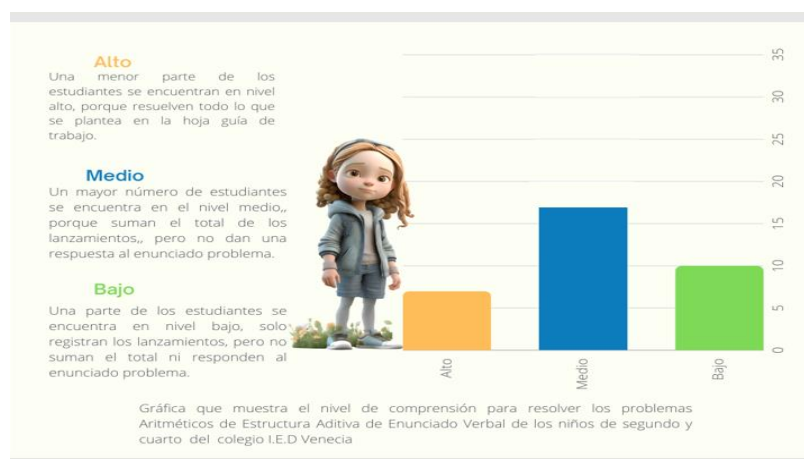 Alto
Una menor parte de los
estudiantes se encuentran en nivel
alto, porque resuelven todo lo que
se plantea en la hoja guía de
trabajo.
Medio
Un mayor número de estudiantes
se encuentra en el nivel medio,,
porque suman el total de los
lanzamientos,, pero no dan una
respuesta al enunciado problema.
Bajo
Una parte de los estudiantes se
encuentra en nivel bajo, solo
registran los lanzamientos, pero no
suman el total ni responden al
enunciado problema.
35
30
25
20
15
10
5
0
Alto
Medio
Bajo
Gráfica que muestra el nivel de comprensión para resolver los problemas
Aritméticos de Estructura Aditiva de Enunciado Verbal de los niños de segundo y
cuarto del colegio I.E.D Venecia